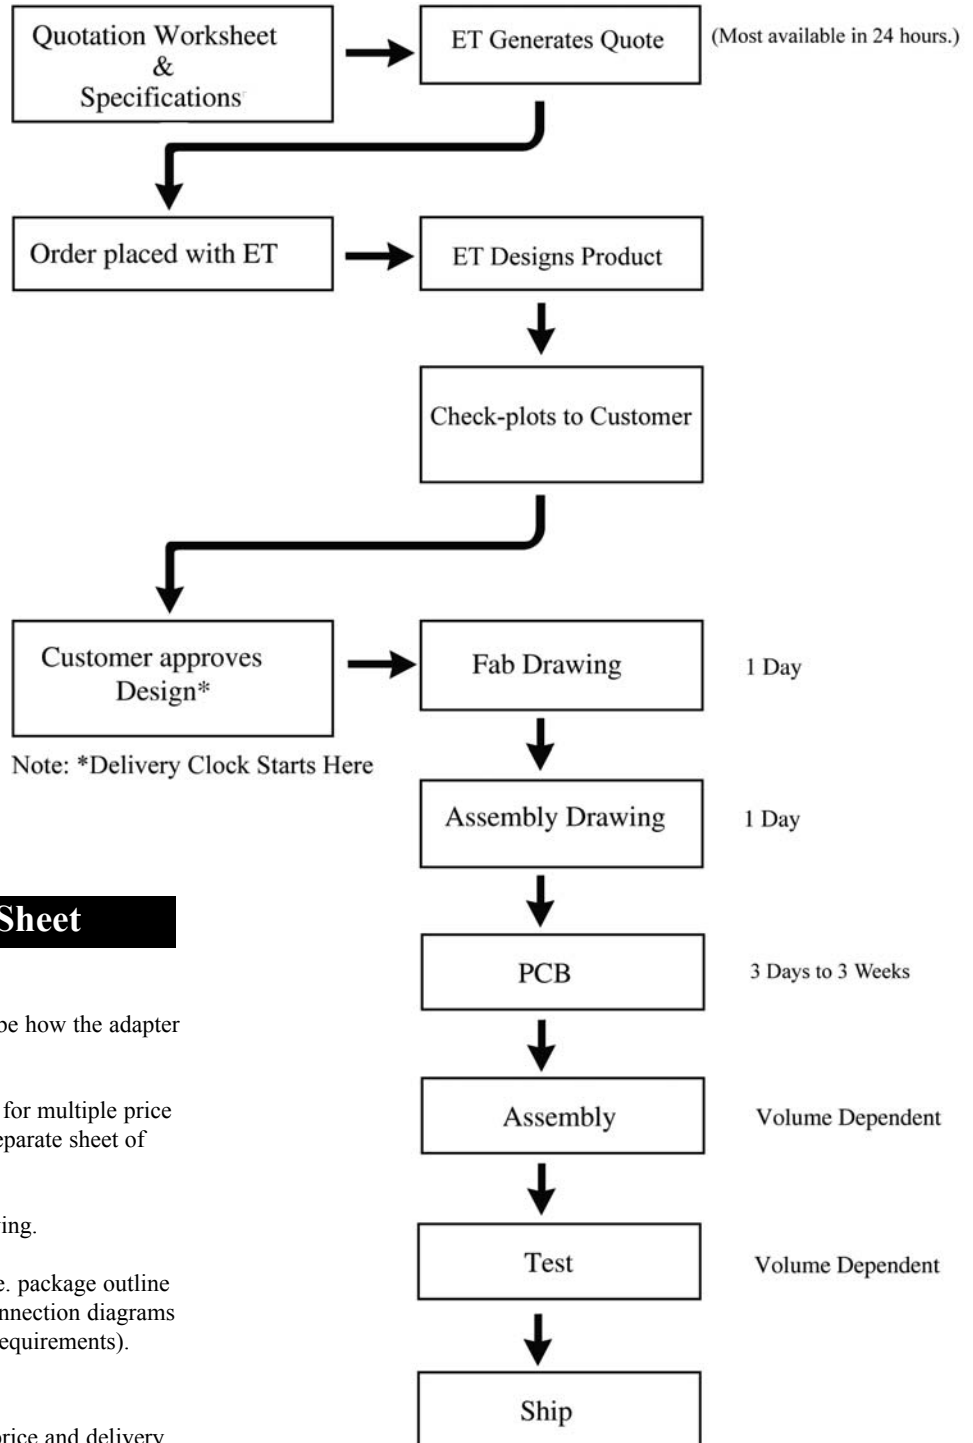 Quotation Worksheet
&
Specifications
ET Generates Quote
(Most available in 24 hours.)
Order placed with ET
ET Designs Product
Check-plots to Customer
Customer approves
Design*
Note: *Delivery Clock Starts Here
Fab Drawing
1 Day
Assembly Drawing
1 Day
PCB
3 Days to 3 Weeks
Assembly
Volume Dependent
Test
Volume Dependent
Ship
Sheet
be how the adapter
for multiple price
eparate sheet of
ing.
e. package outline
nnection diagrams
equirements).
price and delivery